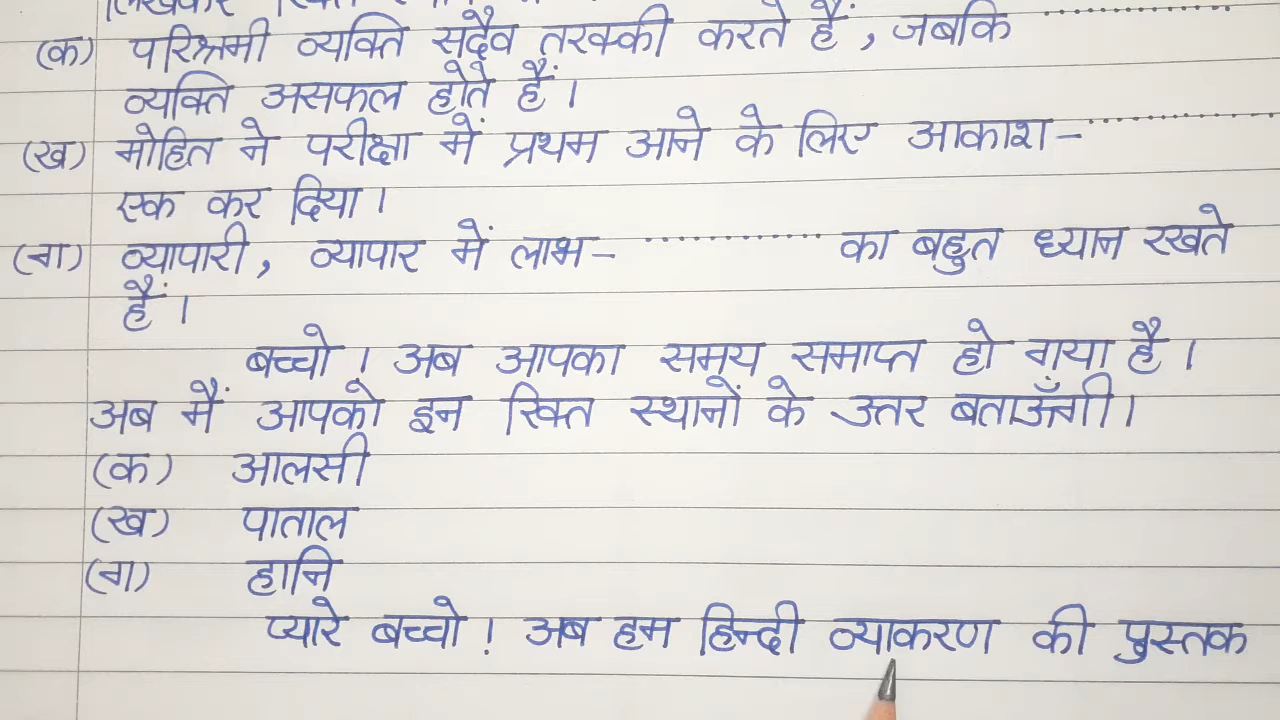 (क) परिश्रमी व्यक्ति सदैव तरक्की करते हैं, जबकि ..............
व्यक्ति असफल होते हैं।
(ख) मोहित ने परीक्षा में प्रथम आने के लिए आकाश-..............
एक कर दिया।
(ग) व्यापारी, व्यापार में लाभ- .............. का बहुत ध्यान रखते
हैं।
बच्चो। अब आपका समय समाप्त हो गया है।
अब मैं आपको इन रिक्त स्थानों के उत्तर बताऊँगी।
(क) आलसी
(ख) पाताल
(ग) हानि
प्यारे बच्चो! अब हम हिन्दी व्याकरण की पुस्तक